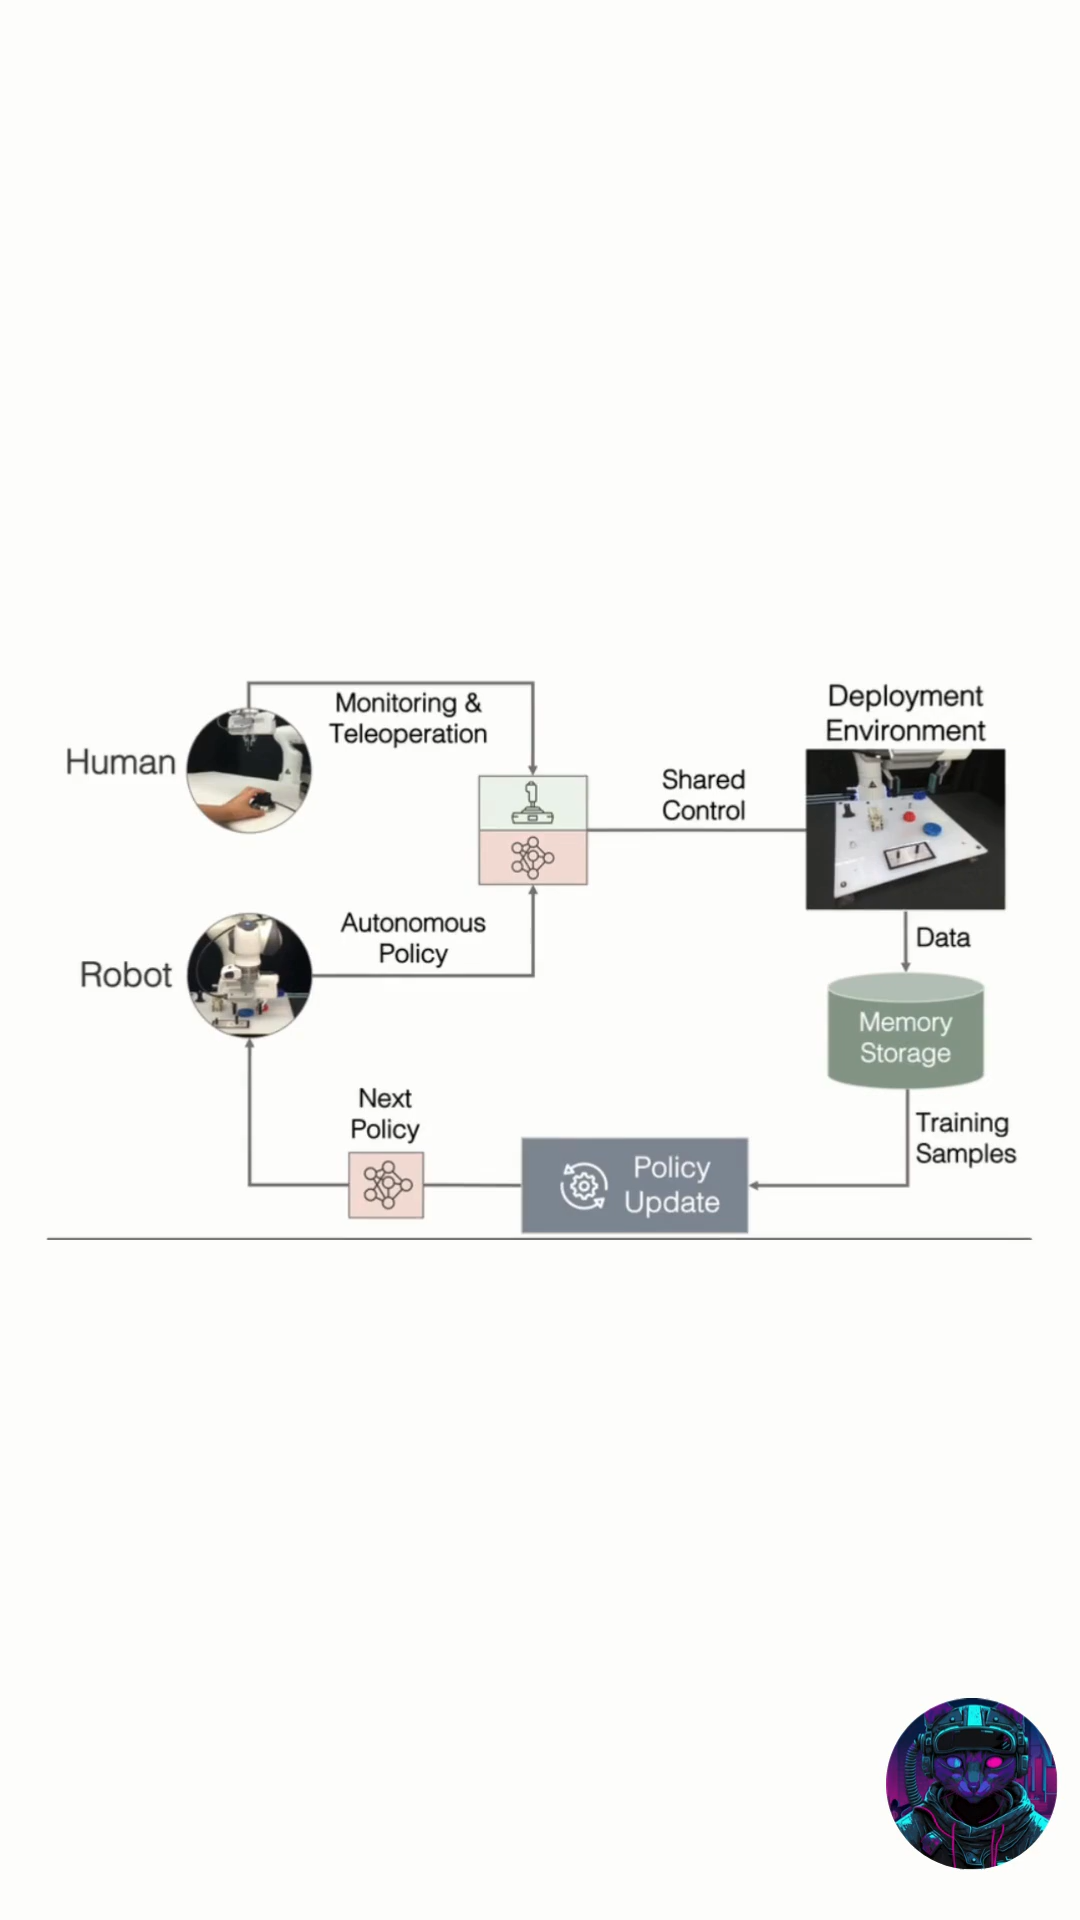 Monitoring &
Teleoperation
Human
Deployment
Environment
Shared
Control
Autonomous
Policy
Robot
Data
Memory
Storage
Next
Policy
Training
Samples
Policy
Update